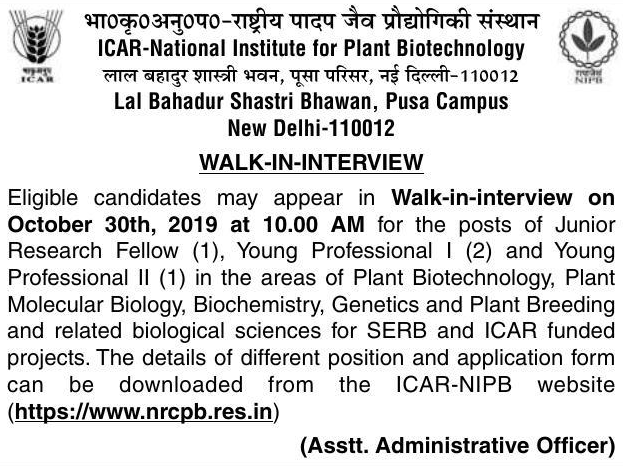 भा०कृ०अनु०प०-राष्ट्रीय पादप जैव प्रौद्योगिकी संस्थान
ICAR-National Institute for Plant Biotechnology
लाल बहादुर शास्त्री भवन, पूसा परिसर, नई दिल्ली-110012
Lal Bahadur Shastri Bhawan, Pusa Campus
New Delhi-110012
भाकृअनुप
ICAR
NIPB
WALK-IN-INTERVIEW
Eligible candidates may appear in Walk-in-interview on
October 30th, 2019 at 10.00 AM for the posts of Junior
Research Fellow (1), Young Professional I (2) and Young
Professional II (1) in the areas of Plant Biotechnology, Plant
Molecular Biology, Biochemistry, Genetics and Plant Breeding
and related biological sciences for SERB and ICAR funded
projects. The details of different position and application form
can be downloaded from the ICAR-NIPB website
(https://www.nrcpb.res.in)
(Asstt. Administrative Officer)